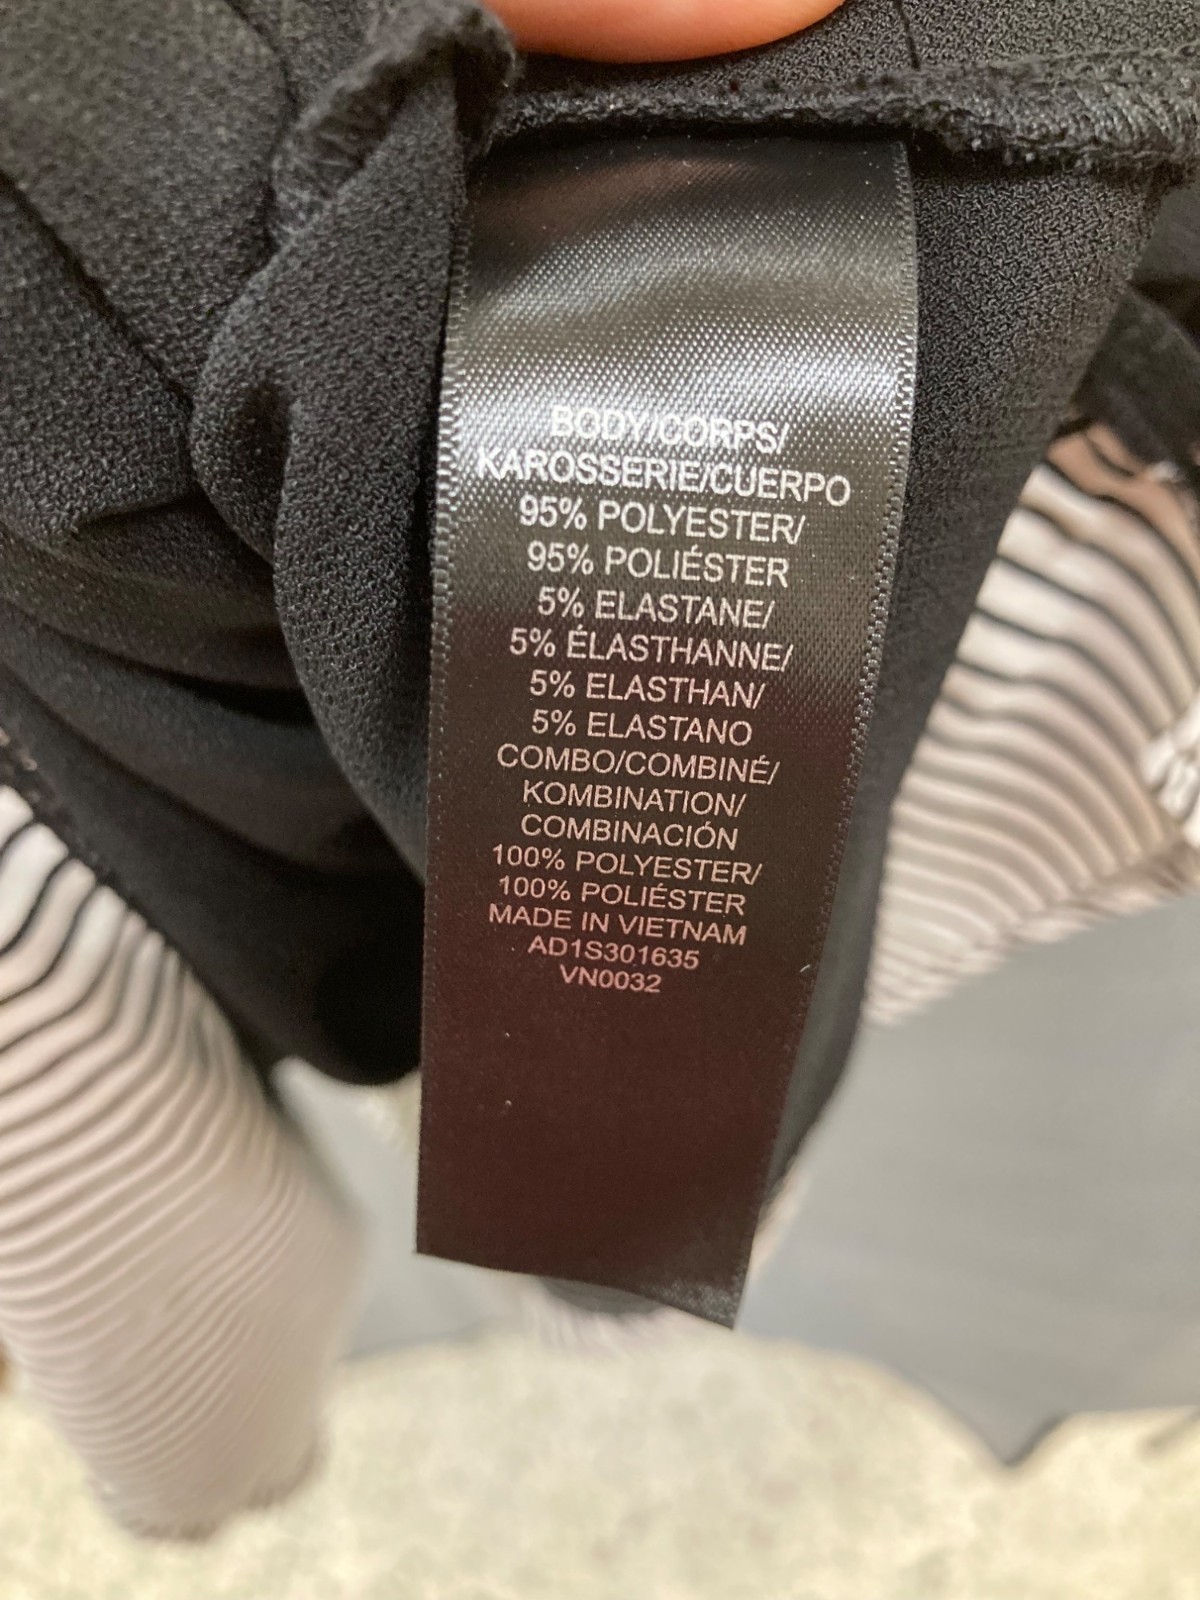 BODY/CORPS/
KAROSSERIE/CUERPO
95% POLYESTER/
95% POLIÉSTER
5% ELASTANE/
5% ÉLASTHANNE/
5% ELASTHAN/
5% ELASTANO
COMBO/COMBINÉ/
KOMBINATION/
COMBINACIÓN
100% POLYESTER/
100% POLIÉSTER
MADE IN VIETNAM
AD1S301635
VN0032